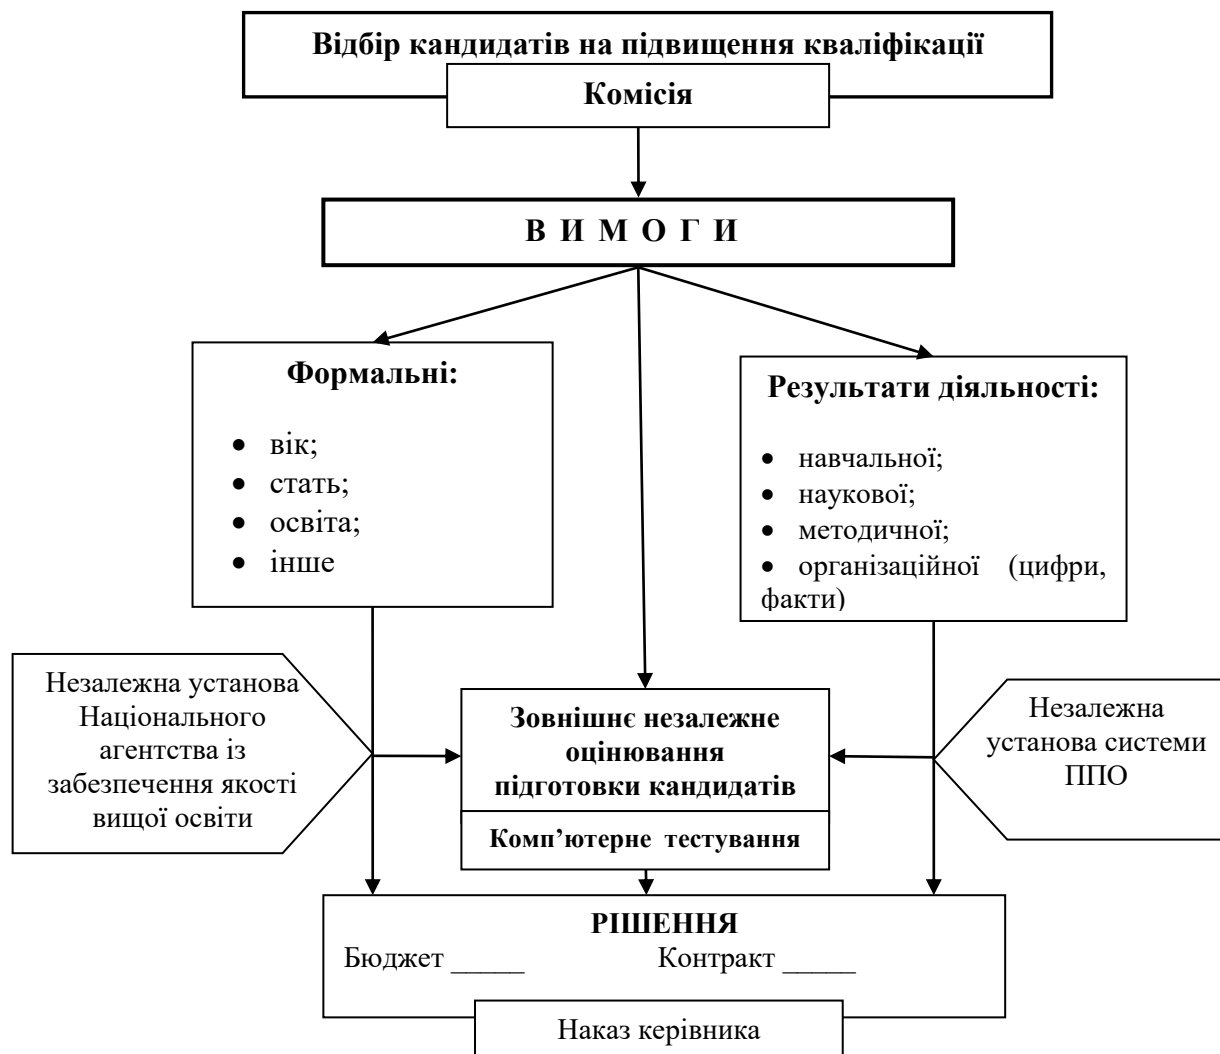 Відбір кандидатів на підвищення кваліфікації
Комісія
В И М О Г И
Формальні:
• вік;
• стать;
• освіта;
• інше
Результати діяльності:
• навчальної;
• наукової;
• методичної;
• організаційної (цифри,
факти)
Незалежна установа
Національного
агентства із
забезпечення якості
вищої освіти
Зовнішнє незалежне
оцінювання
підготовки кандидатів
Комп’ютерне тестування
Незалежна
установа системи
ППО
РІШЕННЯ
Бюджет _____ Контракт _____
Наказ керівника